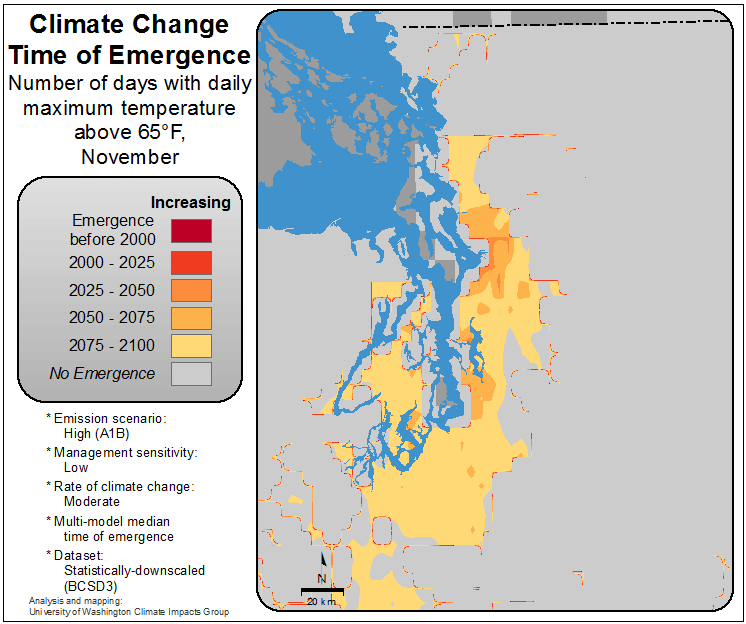 Climate Change
Time of Emergence
Number of days with daily
maximum temperature
above 65°F,
November
Increasing
Emergence
before 2000
2000 - 2025
2025 - 2050
2050 - 2075
2075 - 2100
No Emergence
* Emission scenario:
High (A1B)
* Management sensitivity:
Low
* Rate of climate change:
Moderate
* Multi-model median
time of emergence
* Dataset:
Statistically-downscaled
(BCSD3)
Analysis and mapping:
University of Washington Climate Impacts Group
N
20 km